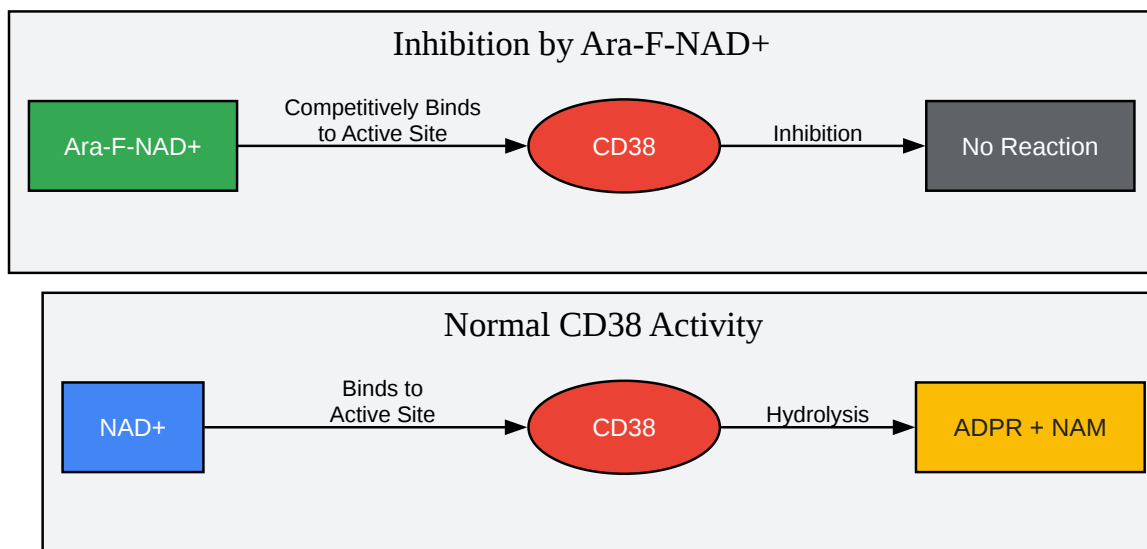 Inhibition by Ara-F-NAD+
Ara-F-NAD+
Competitively Binds
to Active Site
CD38
Inhibition
No Reaction
Normal CD38 Activity
NAD+
Binds to
Active Site
CD38
Hydrolysis
ADPR + NAM